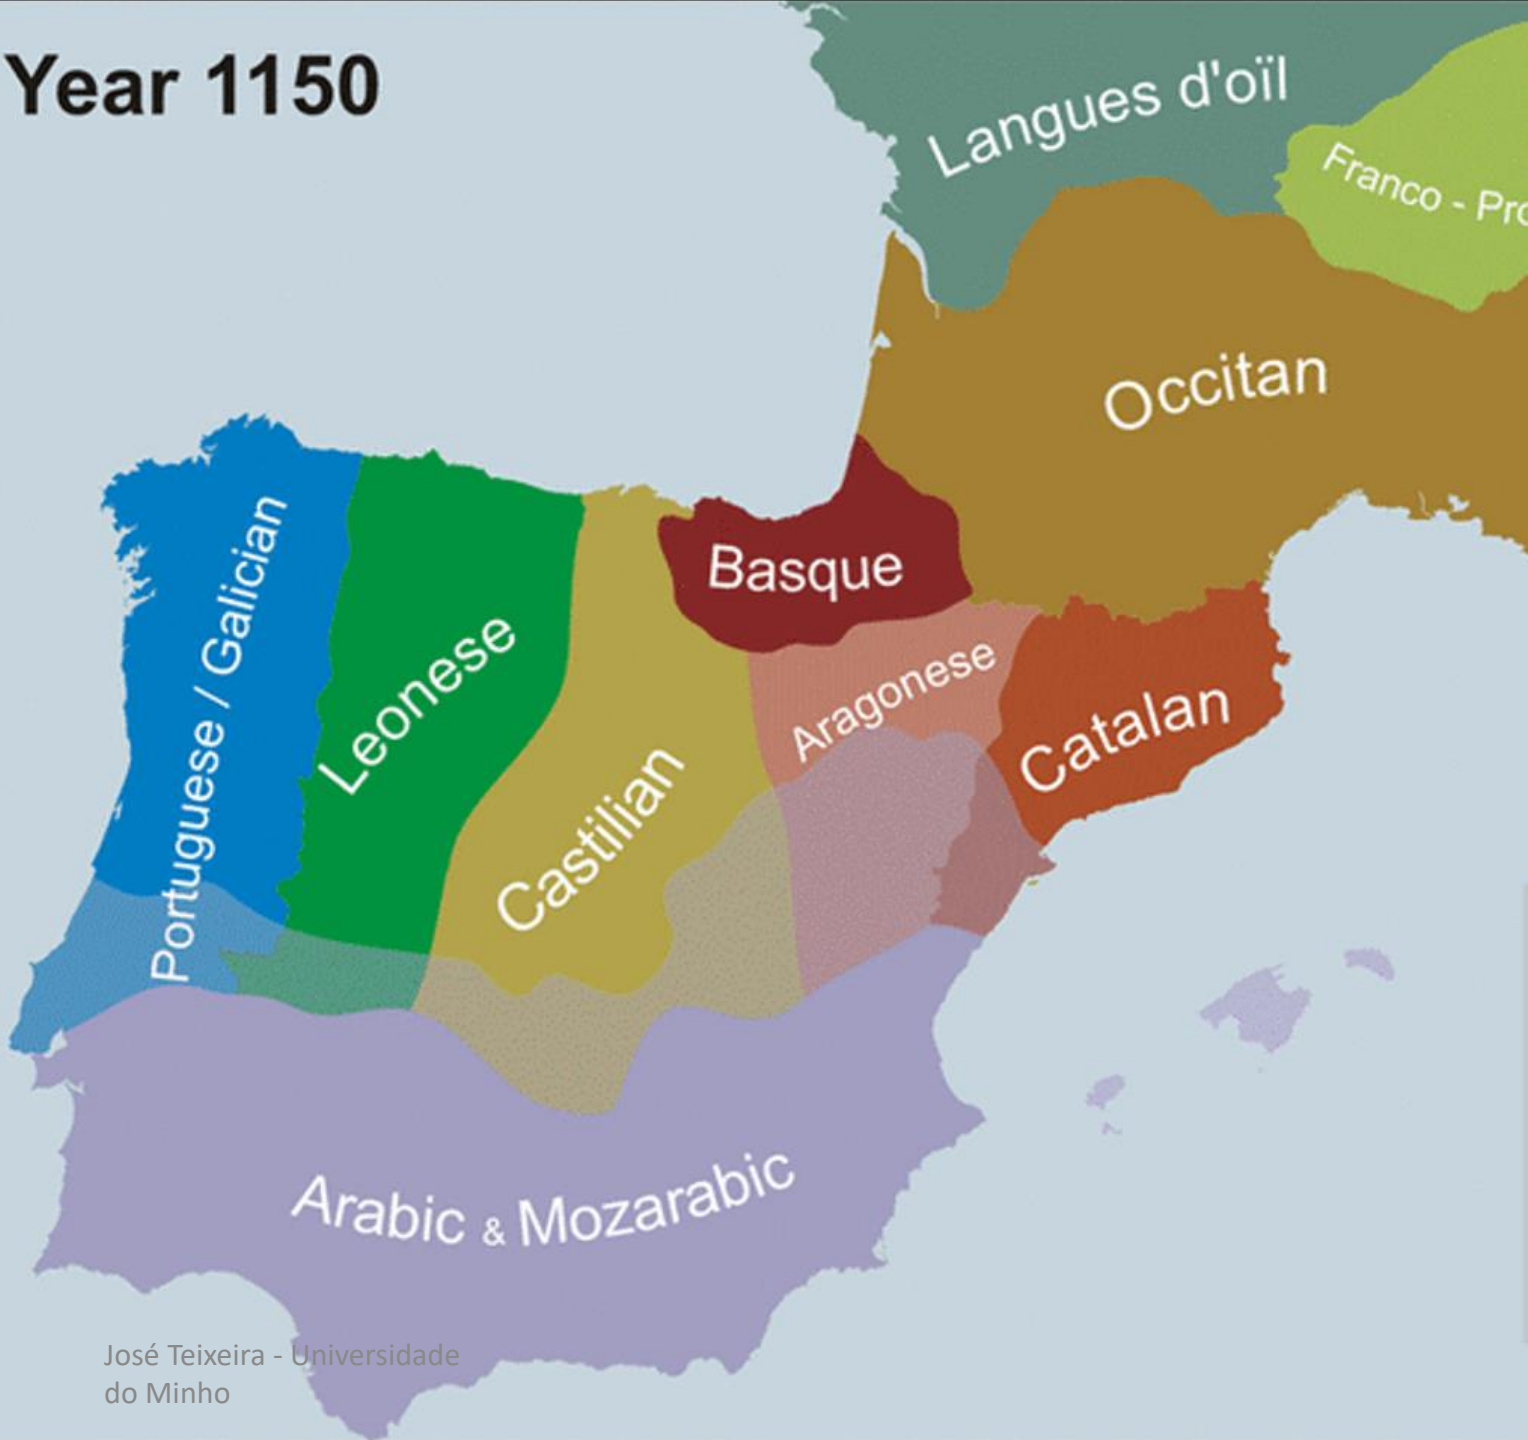 Year 1150
Langues d'oïl
Franco - Pro
Occitan
Portuguese / Galician
Leonese
Castilian
Basque
Aragonese
Catalan
Arabic & Mozarabic
José Teixeira - Universidade
do Minho